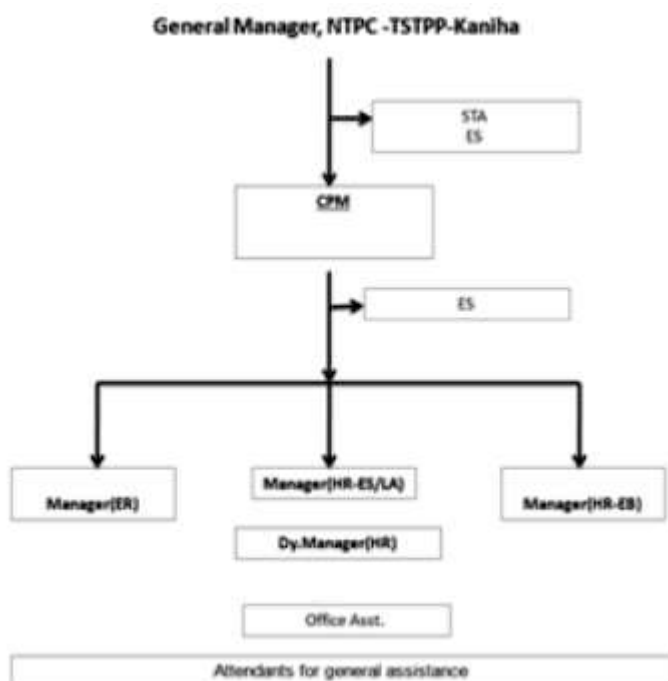 General Manager, NTPC -TSTPP-Kaniha
STA
ES
CPM
ES
Manager(ER)
Manager(HR-ES/LA)
Manager(HR-EB)
Dy.Manager(HR)
Office Asst.
Attendants for general assistance